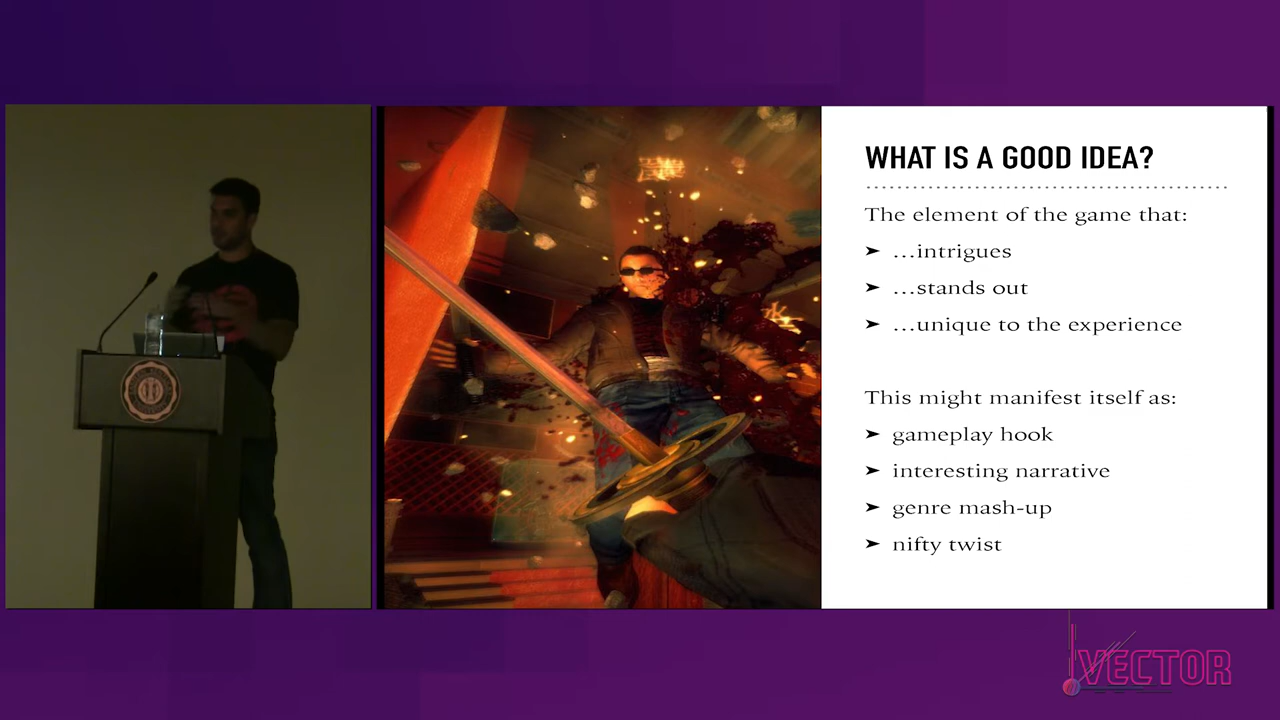 WHAT IS A GOOD IDEA?
The element of the game that:
➤ ...intrigues
➤ ...stands out
➤ ...unique to the experience
This might manifest itself as:
➤ gameplay hook
➤ interesting narrative
➤ genre mash-up
➤ nifty twist
VECTOR